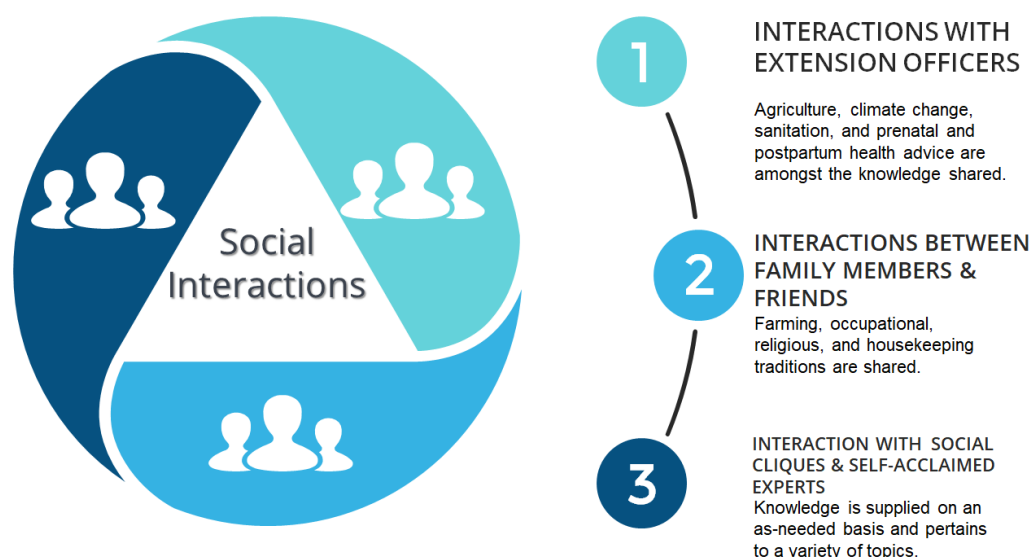 Social
Interactions
1
INTERACTIONS WITH
EXTENSION OFFICERS
Agriculture, climate change,
sanitation, and prenatal and
postpartum health advice are
amongst the knowledge shared.
2
INTERACTIONS BETWEEN
FAMILY MEMBERS &
FRIENDS
Farming, occupational,
religious, and housekeeping
traditions are shared.
3
INTERACTION WITH SOCIAL
CLIQUES & SELF-ACCLAIMED
EXPERTS
Knowledge is supplied on an
as-needed basis and pertains
to a variety of topics.